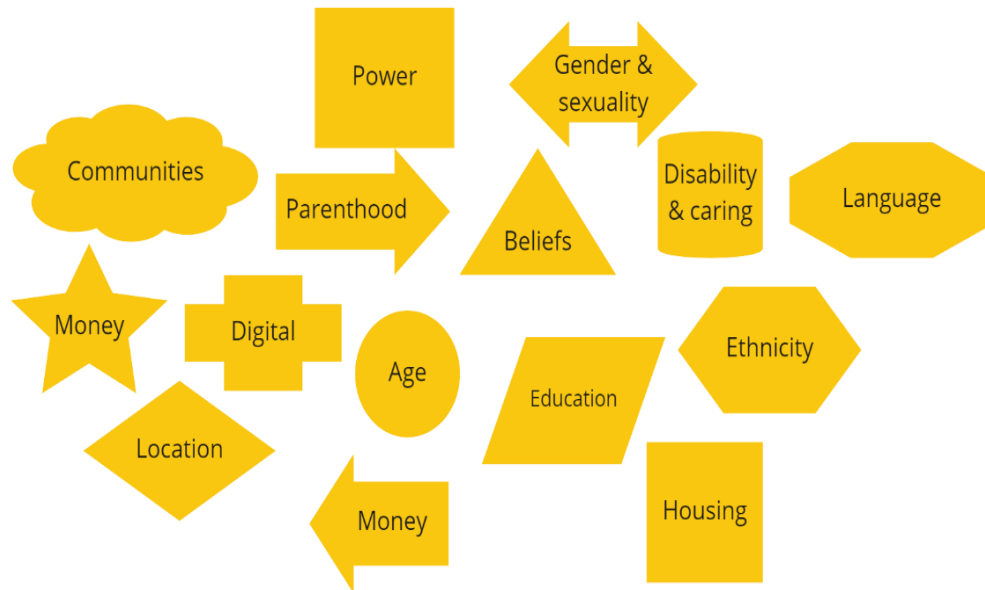 Power
Gender &
sexuality
Communities
Parenthood
Beliefs
Disability
& caring
Language
Money
Digital
Age
Education
Ethnicity
Location
Money
Housing